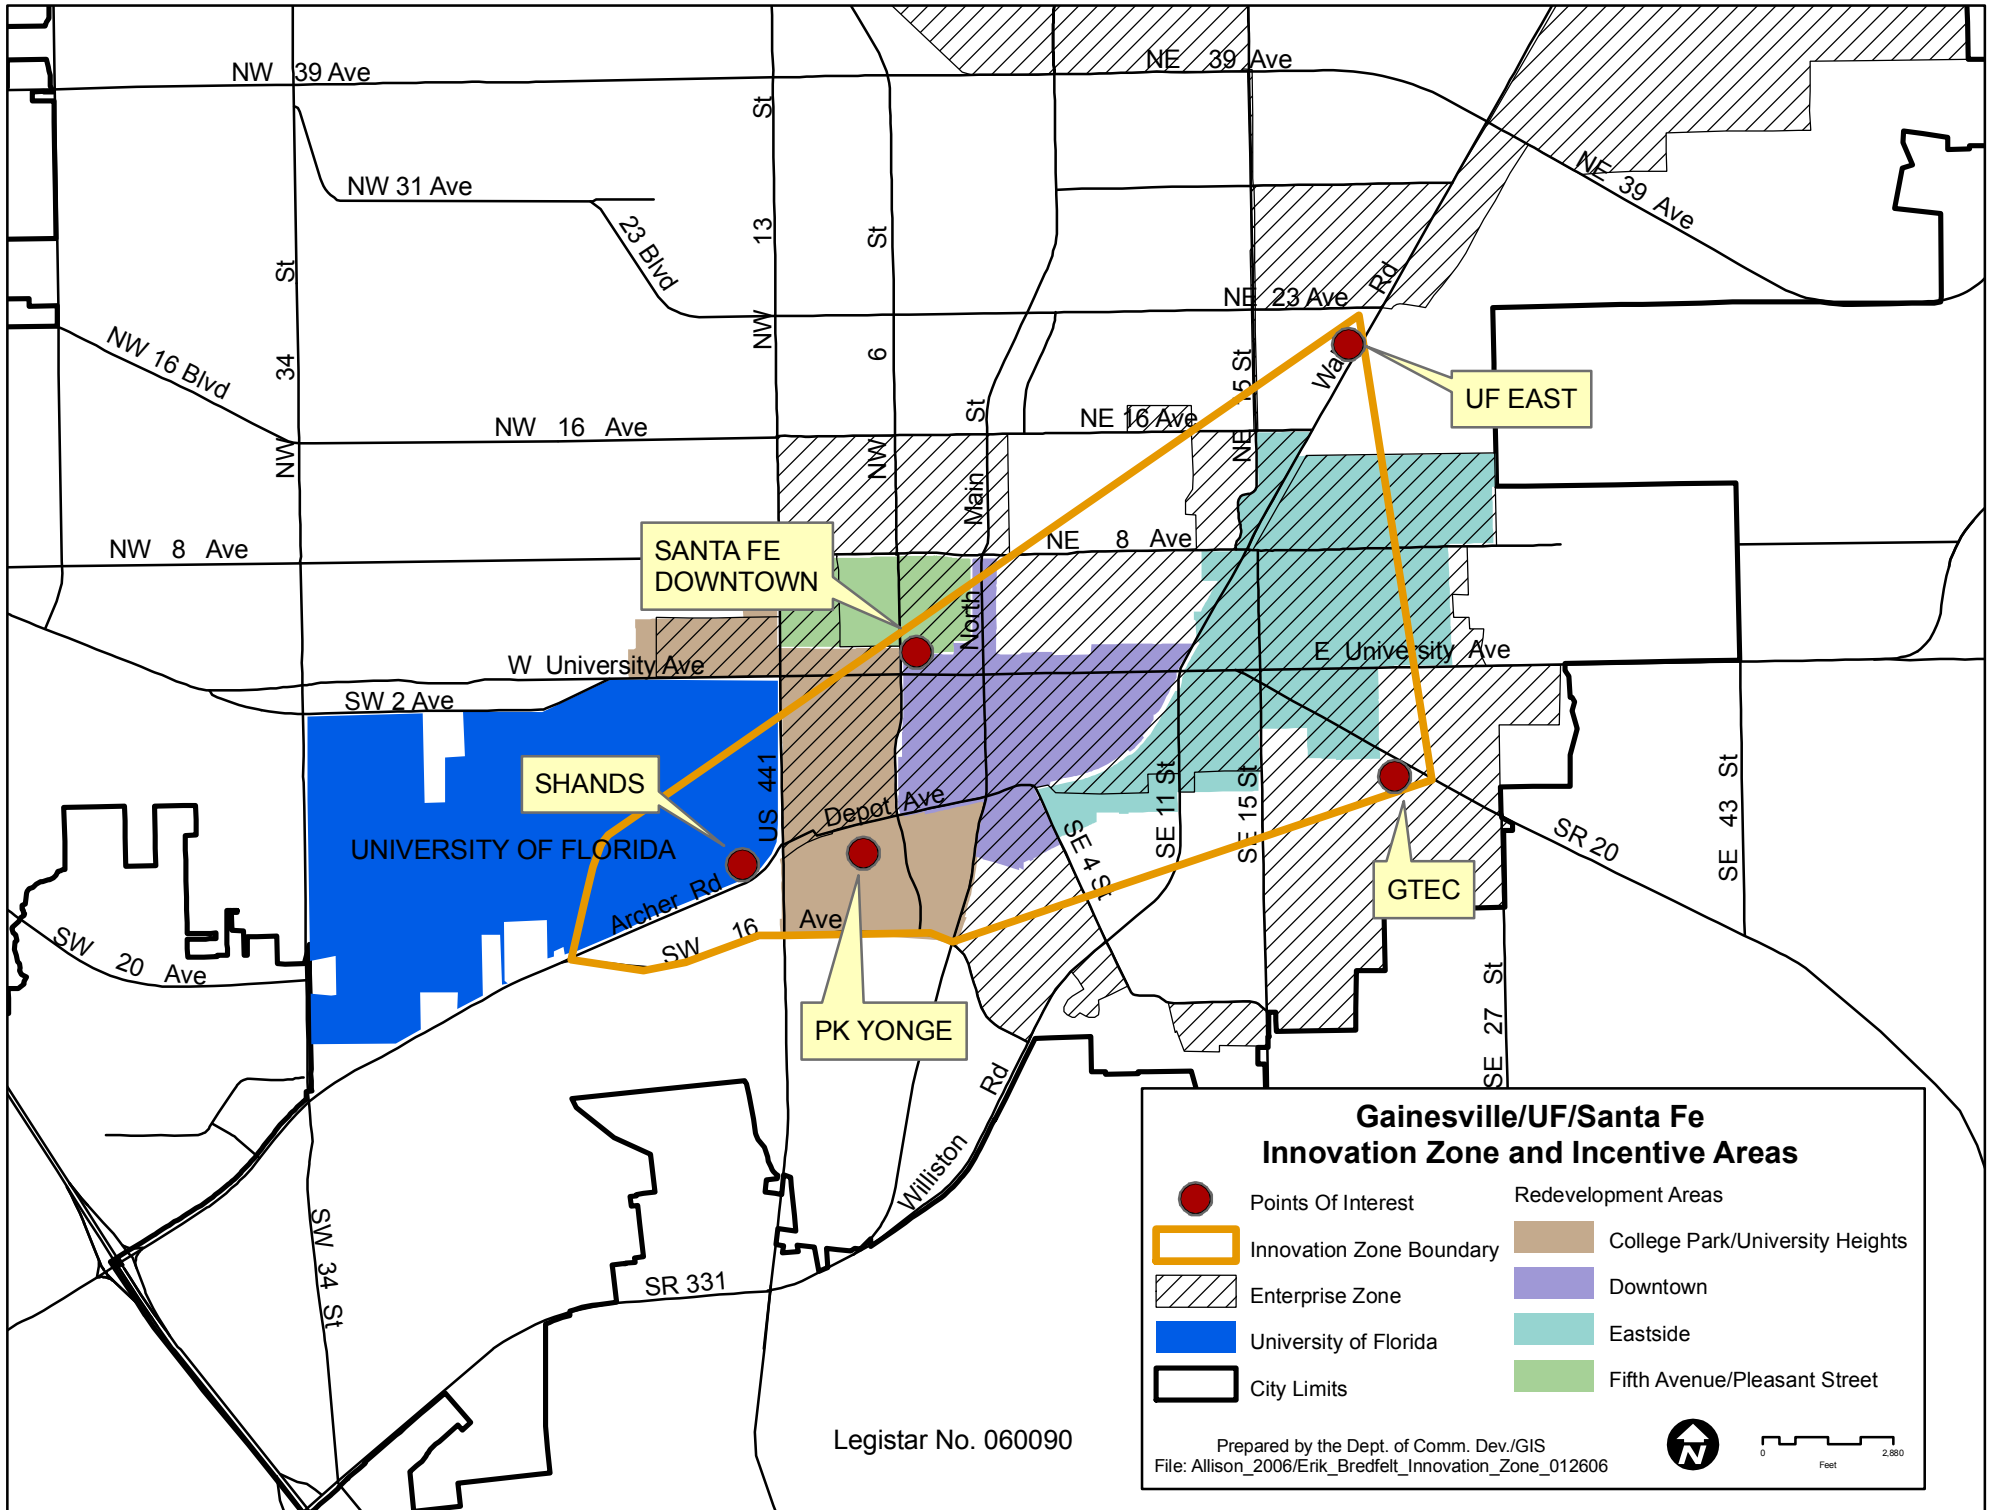 NW 39 Ave
NE 39 Ave
NW 31 Ave
23 Blvd
NE 39 Ave
NW 13 St
NW 6 St
NW 34 St
NE 23 Ave
Rd
NW 16 Blvd
NW 16 Ave
NE 16 Ave
NE 15 St
UF EAST
North Main St
NW 8 Ave
NE 8 Ave
SANTA FE
DOWNTOWN
W University Ave
E University Ave
SW 2 Ave
SHANDS
US 441
Depot Ave
UNIVERSITY OF FLORIDA
Archer Rd
SW 16 Ave
SE 4 St
SE 11 St
SE 15 St
GTEC
SR 20
SE 43 St
SW 20 Ave
PK YONGE
SE 27 St
Williston Rd
SW 34 St
SR 331
Legistar No. 060090
Gainesville/UF/Santa Fe
Innovation Zone and Incentive Areas
Points Of Interest
Innovation Zone Boundary
Enterprise Zone
University of Florida
City Limits
Redevelopment Areas
College Park/University Heights
Downtown
Eastside
Fifth Avenue/Pleasant Street
Prepared by the Dept. of Comm. Dev./GIS
File: Allison_2006/Erik_Bredfelt_Innovation_Zone_012606
N
0 2,880
Feet